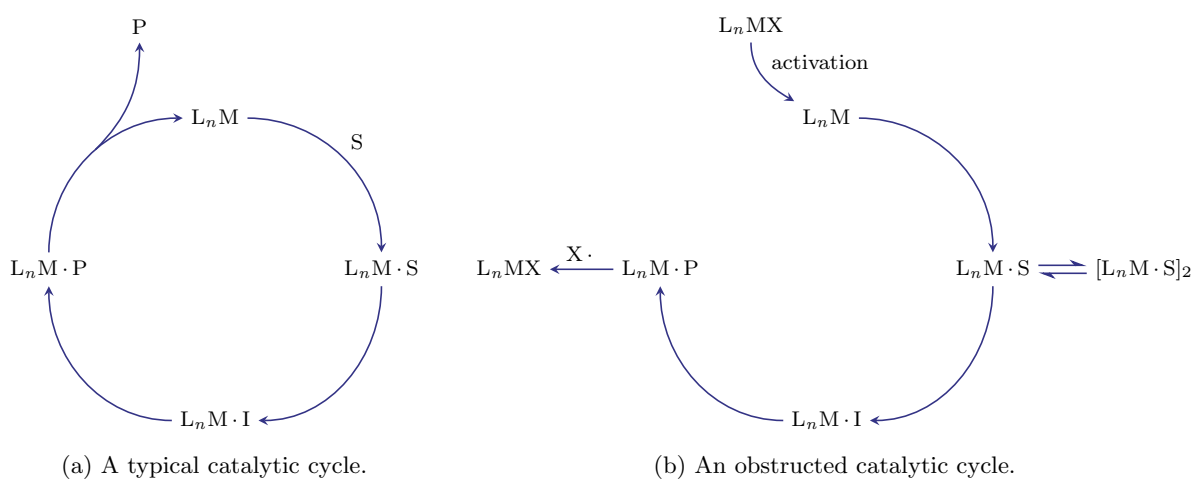 P
LₙM
S
LₙM · P
LₙM · S
LₙM · I
(a) A typical catalytic cycle.
LₙMX
activation
LₙM
LₙMX
X ·
LₙM · P
LₙM · S
[LₙM · S]₂
LₙM · I
(b) An obstructed catalytic cycle.